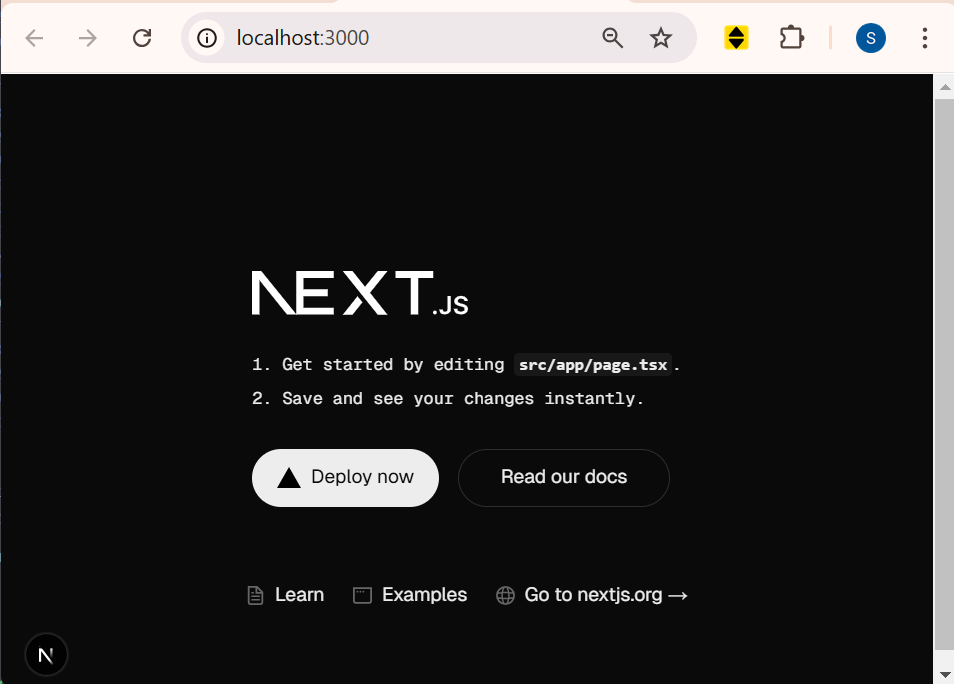 localhost:3000
S
NEXT.JS
1. Get started by editing src/app/page.tsx.
2. Save and see your changes instantly.
Deploy now
Read our docs
Learn
Examples
Go to nextjs.org →
N